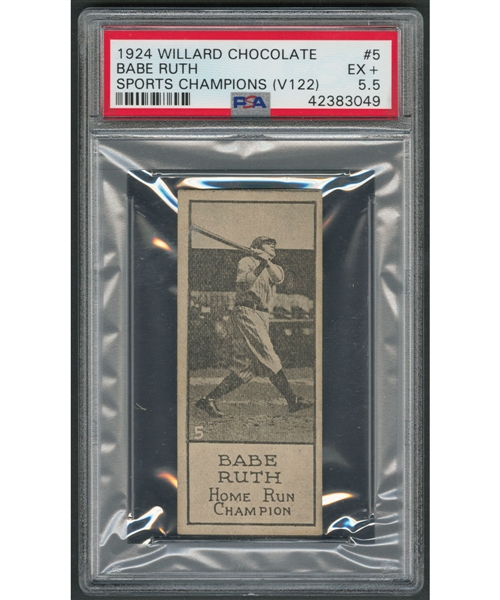 1924 WILLARD CHOCOLATE #5
BABE RUTH EX +
SPORTS CHAMPIONS (V122) 5.5
PSA 42383049
5
BABE
RUTH
HOME RUN
CHAMPION